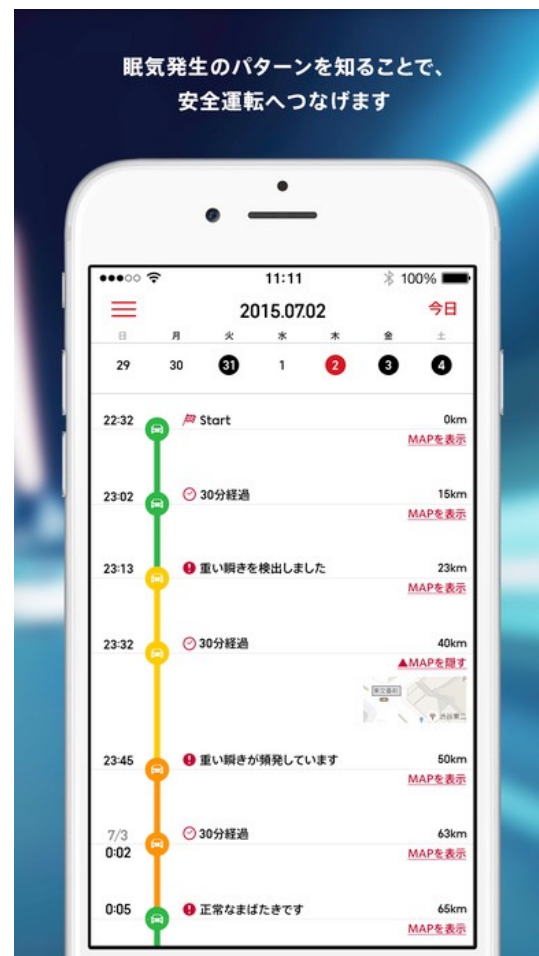 眠気発生のパターンを知ることで、
安全運転へつなげます
11:11 100%
2015.07.02 今日
日 月 火 水 木 金 土
29 30 31 1 2 3 4
22:32 Start 0km
MAPを表示
23:02 30分経過 15km
MAPを表示
23:13 重い瞬きを検出しました 23km
MAPを表示
23:32 30分経過 40km
▲MAPを隠す
23:45 重い瞬きが頻発しています 50km
MAPを表示
7/3
0:02 30分経過 63km
MAPを表示
0:05 正常なまばたきです 65km
MAPを表示